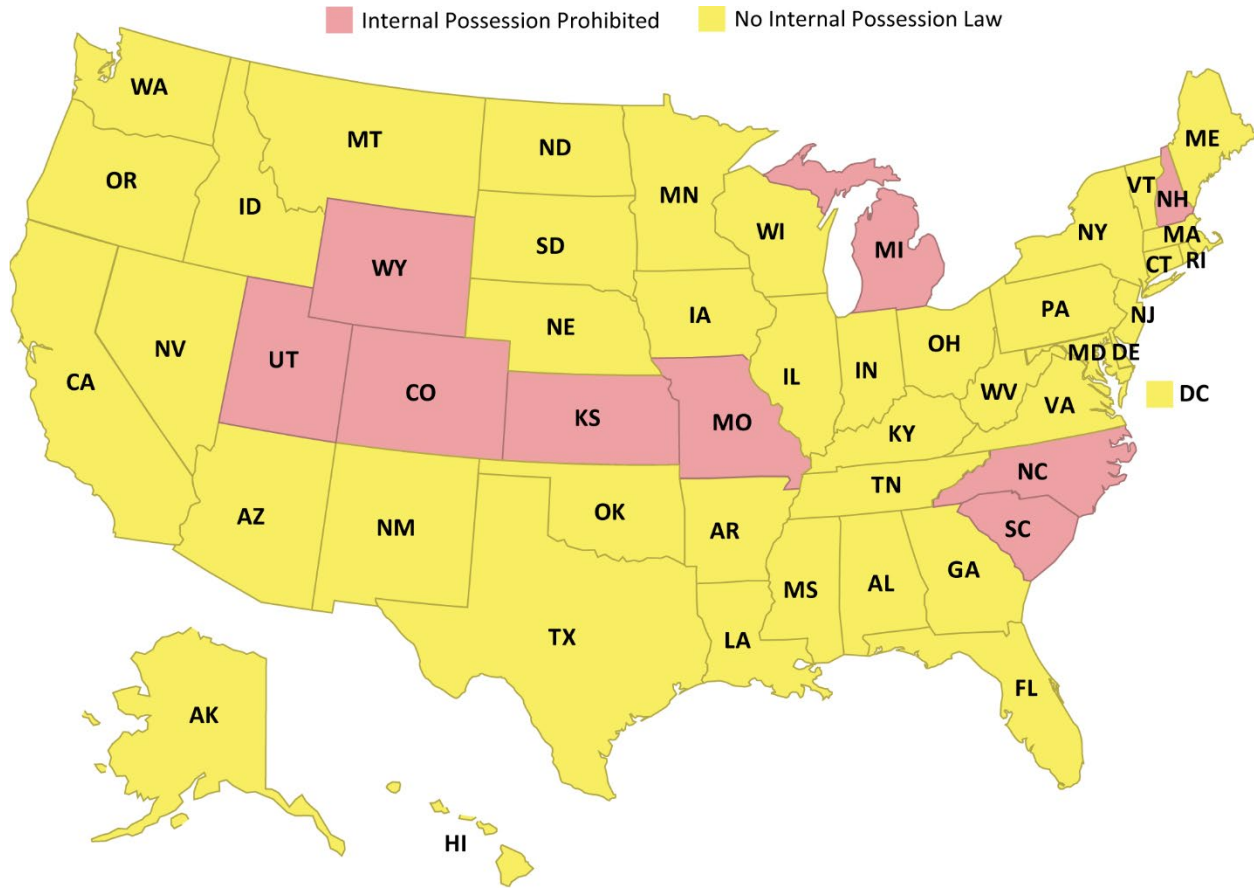 Internal Possession Prohibited
No Internal Possession Law
WA
MT
ND
MN
ME
OR
ID
SD
WI
MI
VT
NH
NY
MA
CT
RI
WY
NE
IA
PA
NJ
NV
UT
CO
KS
MO
IL
IN
OH
MD
DE
WV
VA
DC
CA
KY
NC
TN
AZ
NM
OK
AR
SC
MS
AL
GA
TX
LA
FL
AK
HI